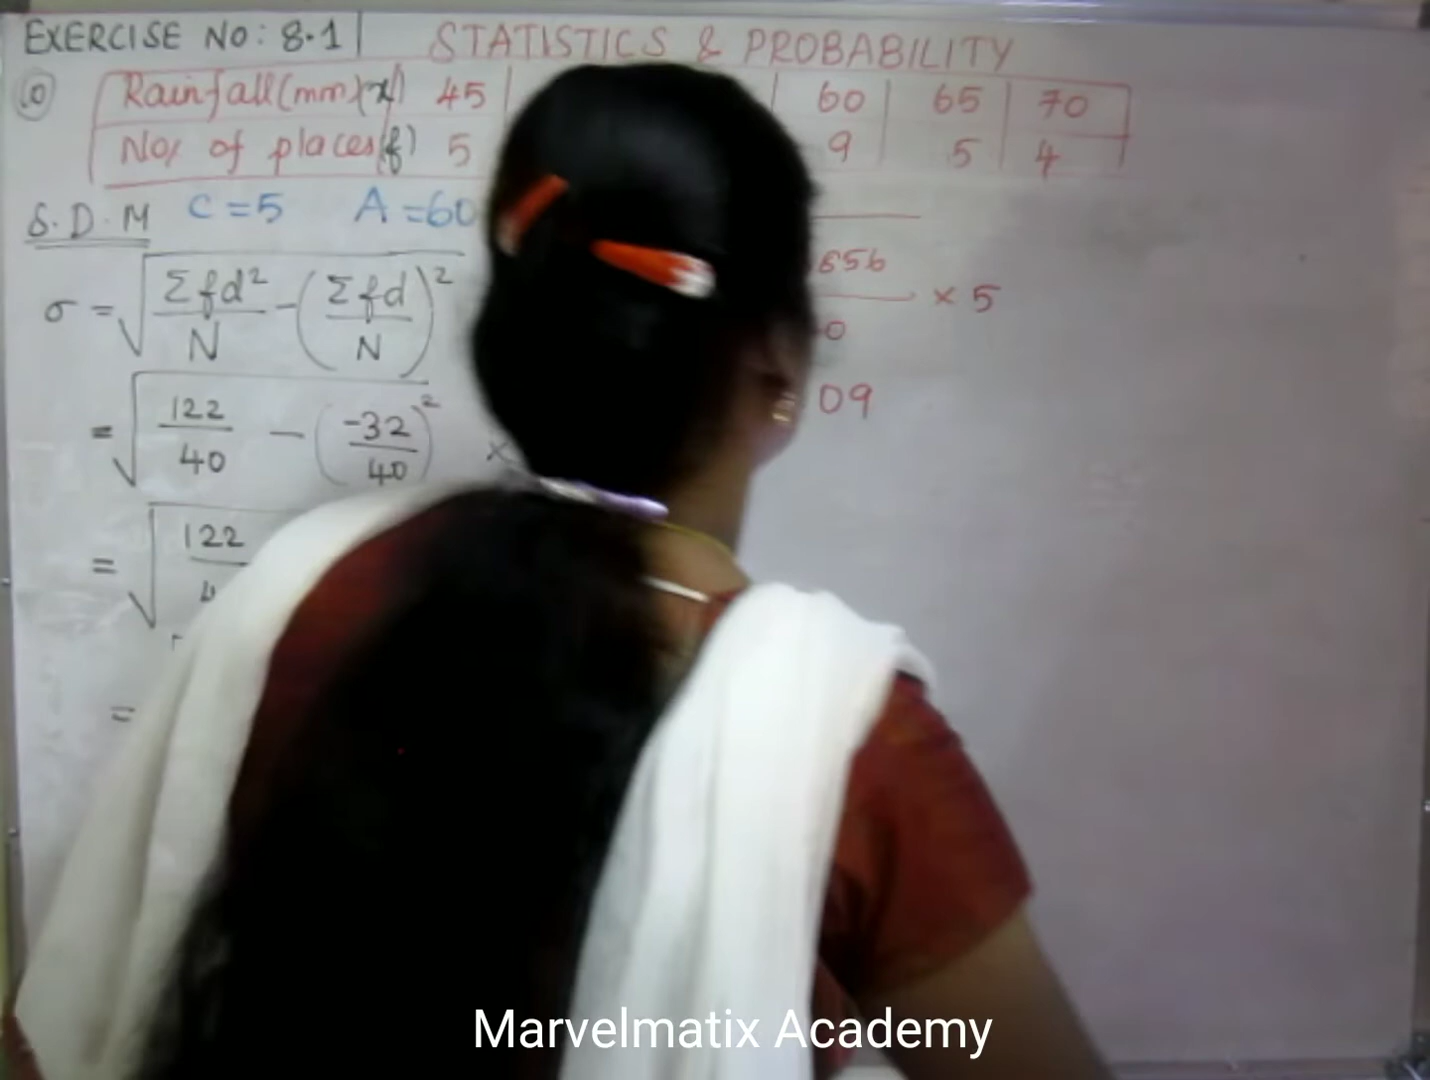 EXERCISE NO: 8.1 STATISTICS & PROBABILITY
10 Rainfall(mm)(x) 45 60 65 70
No. of places(f) 5 9 5 4
S.D.M C=5 A=60
σ = √ Σfd²/N - (Σfd/N)²
= √ 122/40 - (-32/40)² ×
= √ 122/4
=
656
× 5
0
09
Marvelmatix Academy